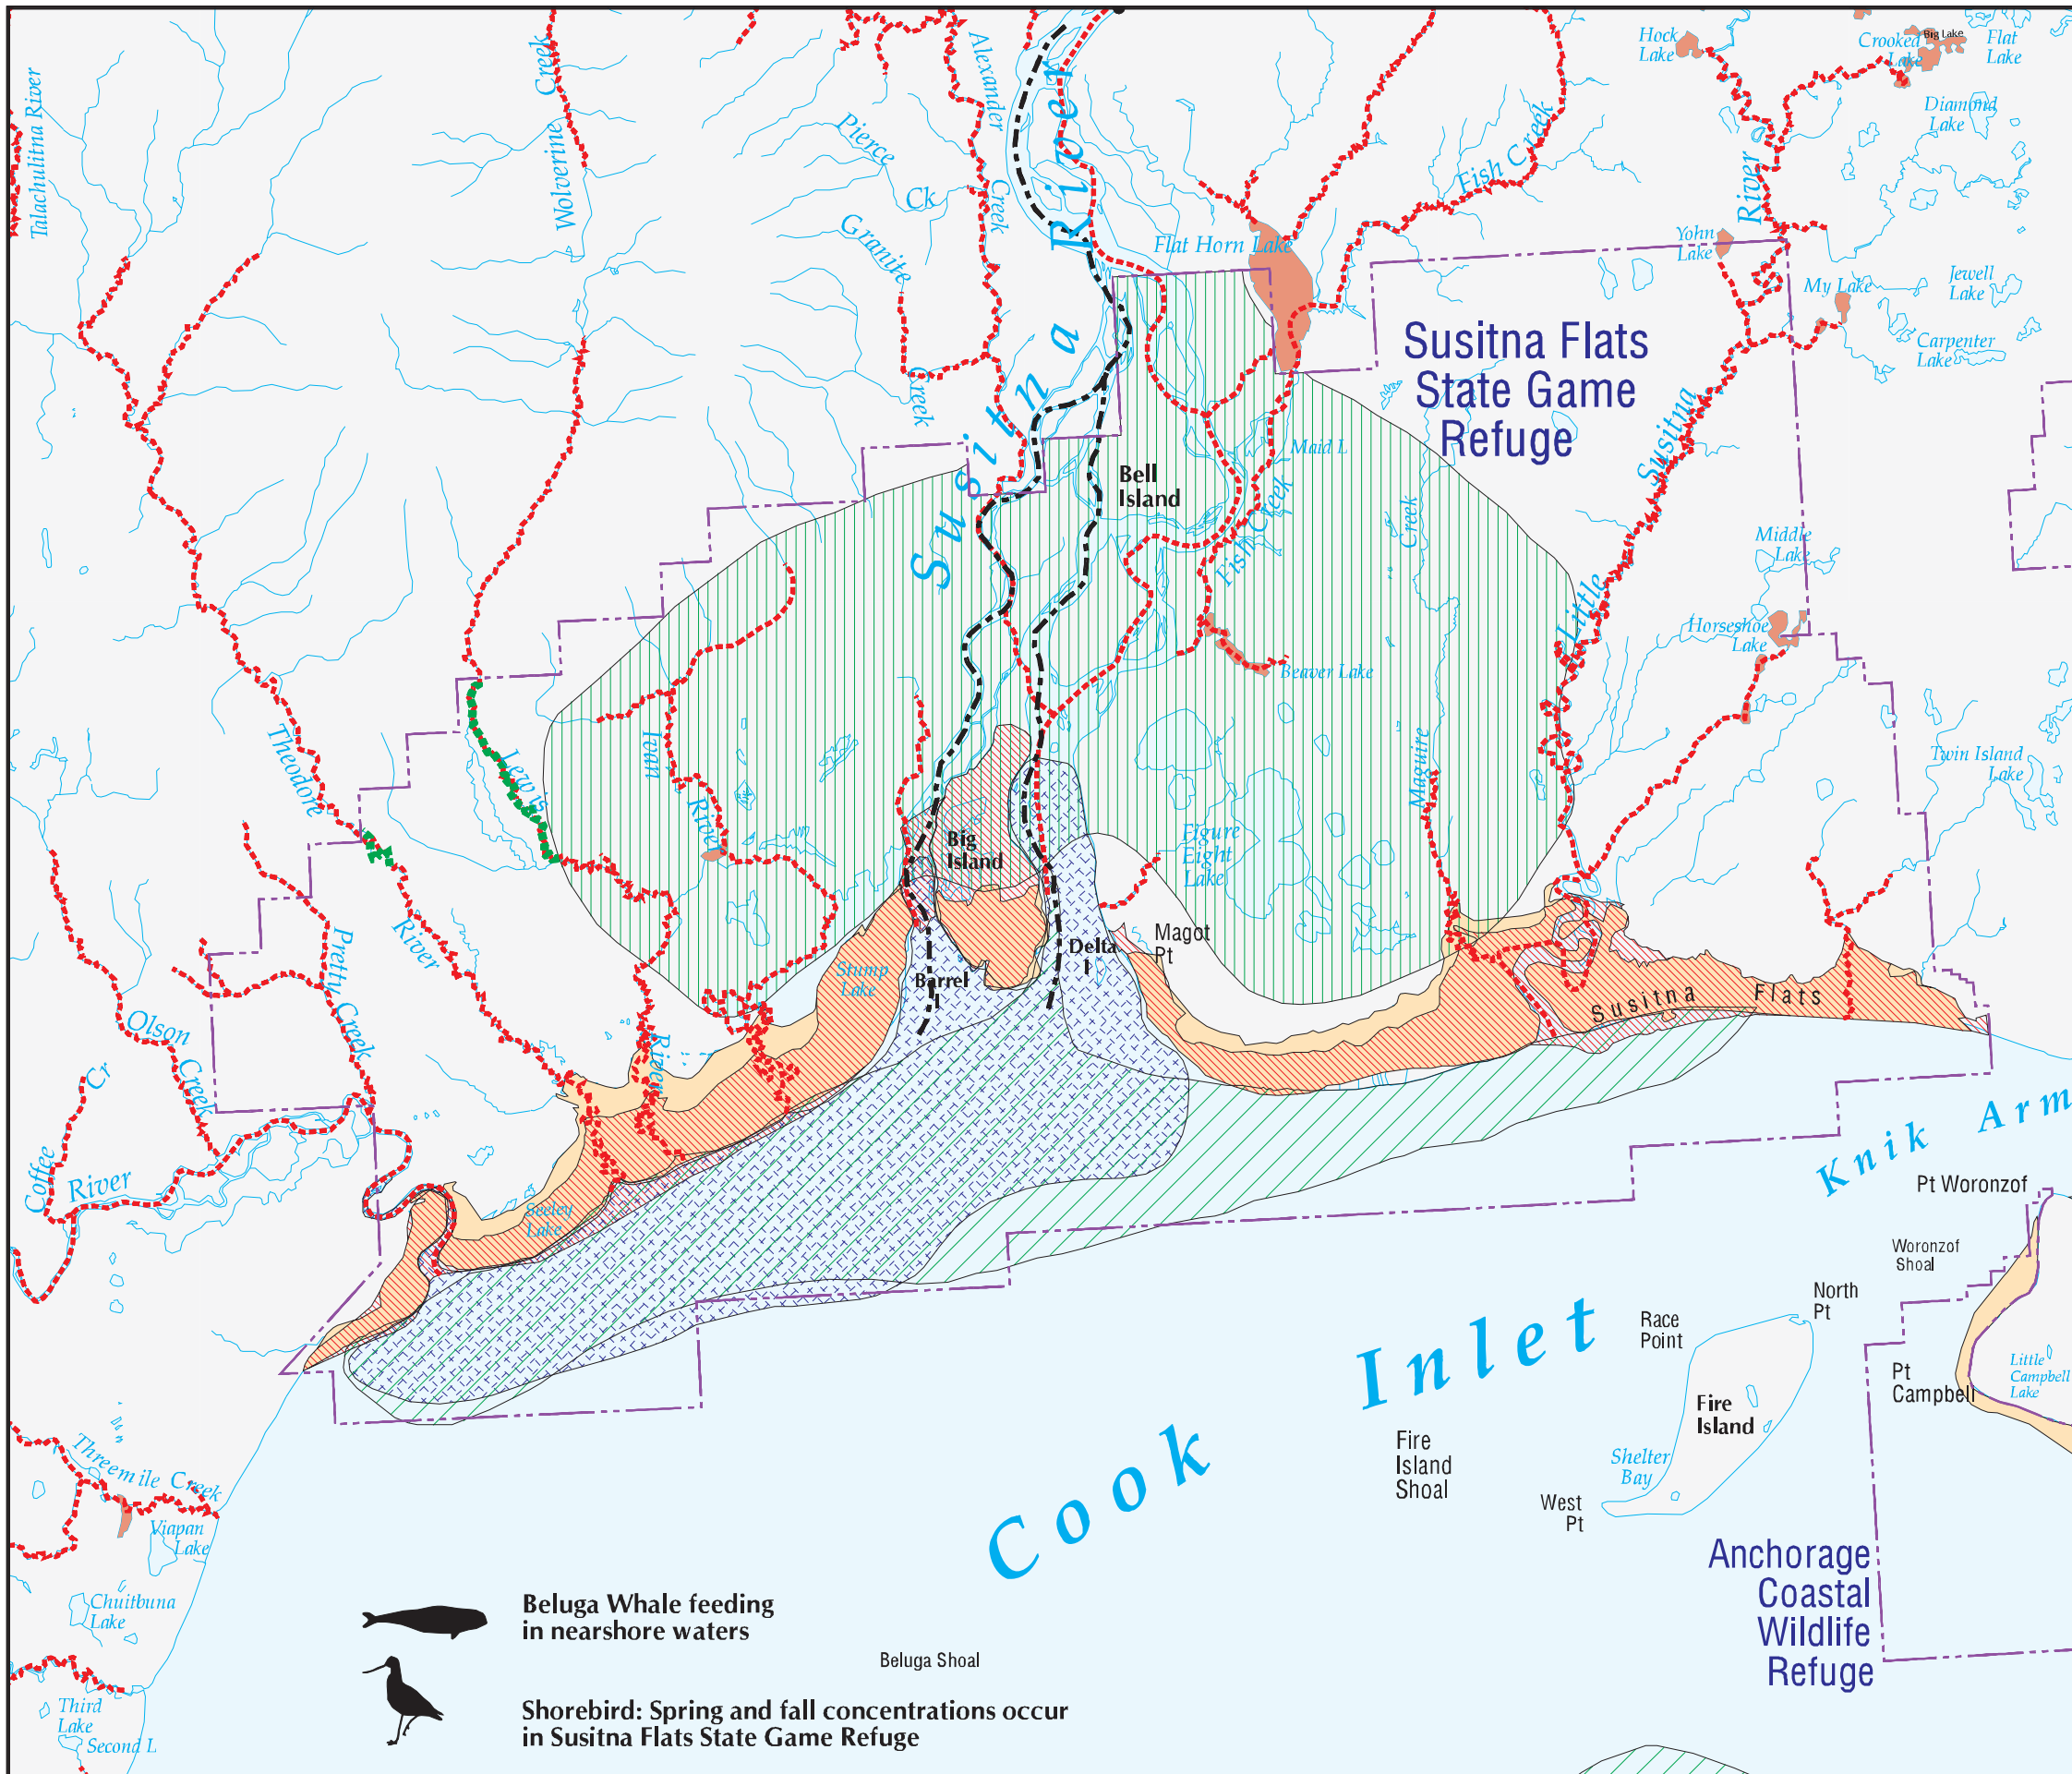 Talachulitna River
Wolverine
Creek
Alexander
Creek
Pierce
Ck
Granite
Creek
Susitna River
Flat Horn Lake
Fish Creek
Hock
Lake
Crooked
Lake
Big Lake
Flat
Lake
Diamond
Lake
River
Yohn
Lake
My Lake
Jewell
Lake
Carpenter
Lake
Susitna Flats
State Game
Refuge
Maid L
Bell
Island
Fish Creek
Creek
Maguire
Little
Susitna
Middle
Lake
Horseshoe
Lake
Beaver Lake
Twin Island
Lake
Theodore
River
Lewis
River
Ivan
River
Big
Island
Figure
Eight
Lake
Magot
Pt
Delta
I
Barrel
I
Stump
Lake
Susitna Flats
Pretty Creek
Olson
Creek
Cr
Coffee
River
Seeley
Lake
Knik Arm
Pt Woronzof
Woronzof
Shoal
North
Pt
Race
Point
Pt
Campbell
Little
Campbell
Lake
Cook Inlet
Fire
Island
Fire
Island
Shoal
Shelter
Bay
West
Pt
Threemile Creek
Viapan
Lake
Chuitbuna
Lake
Third
Lake
Second L
Anchorage
Coastal
Wildlife
Refuge
Beluga Whale feeding
in nearshore waters
Beluga Shoal
Shorebird: Spring and fall concentrations occur
in Susitna Flats State Game Refuge